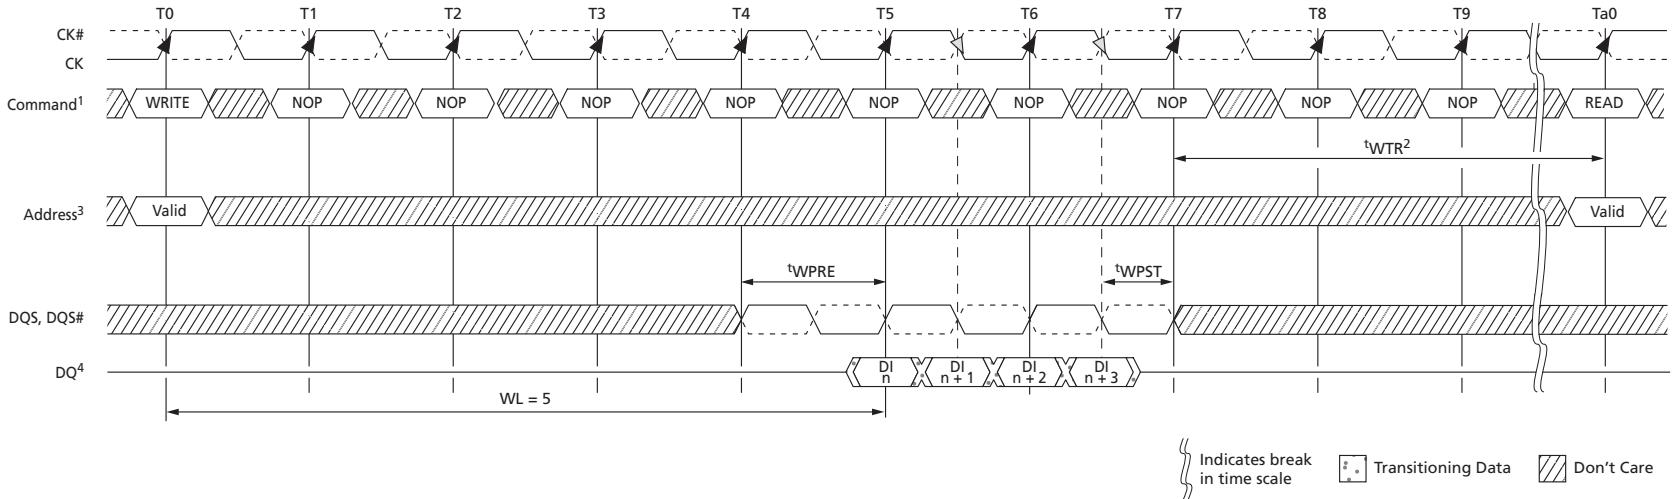 T0 T1 T2 T3 T4 T5 T6 T7 T8 T9 Ta0
CK#
CK
Command1 WRITE NOP NOP NOP NOP NOP NOP NOP NOP NOP READ
tWTR2
Address3 Valid Valid
tWPRE tWPST
DQS, DQS#
DQ4 DI n DI n + 1 DI n + 2 DI n + 3
WL = 5
Indicates break
in time scale
Transitioning Data
Don't Care